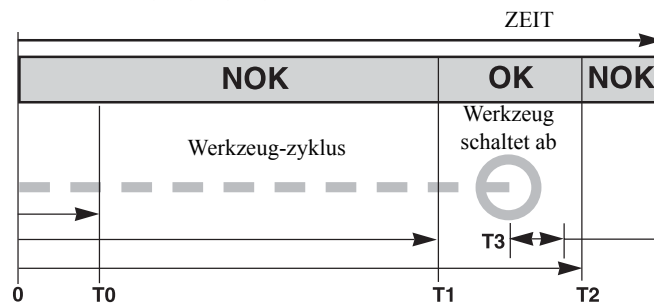 ZEIT
NOK OK NOK
Werkzeug
schaltet ab
Werkzeug-zyklus
T3
0 T0 T1 T2